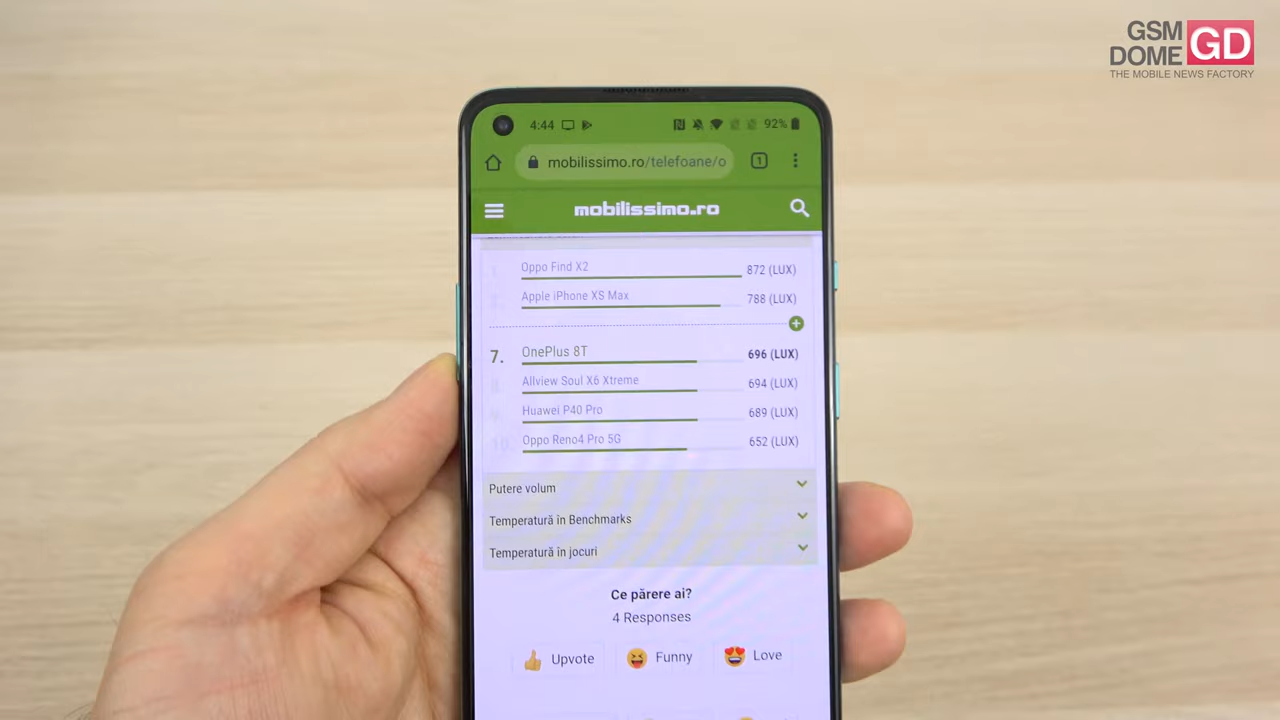 GSM
DOME GD
THE MOBILE NEWS FACTORY
4:44 92%
mobilissimo.ro/telefoane/o 1
mobilissimo.ro
Oppo Find X2 872 (LUX)
Apple iPhone XS Max 788 (LUX)
7. OnePlus 8T 696 (LUX)
Allview Soul X6 Xtreme 694 (LUX)
Huawei P40 Pro 689 (LUX)
10 Oppo Reno4 Pro 5G 652 (LUX)
Putere volum
Temperatură în Benchmarks
Temperatură în jocuri
Ce părere ai?
4 Responses
Upvote Funny Love